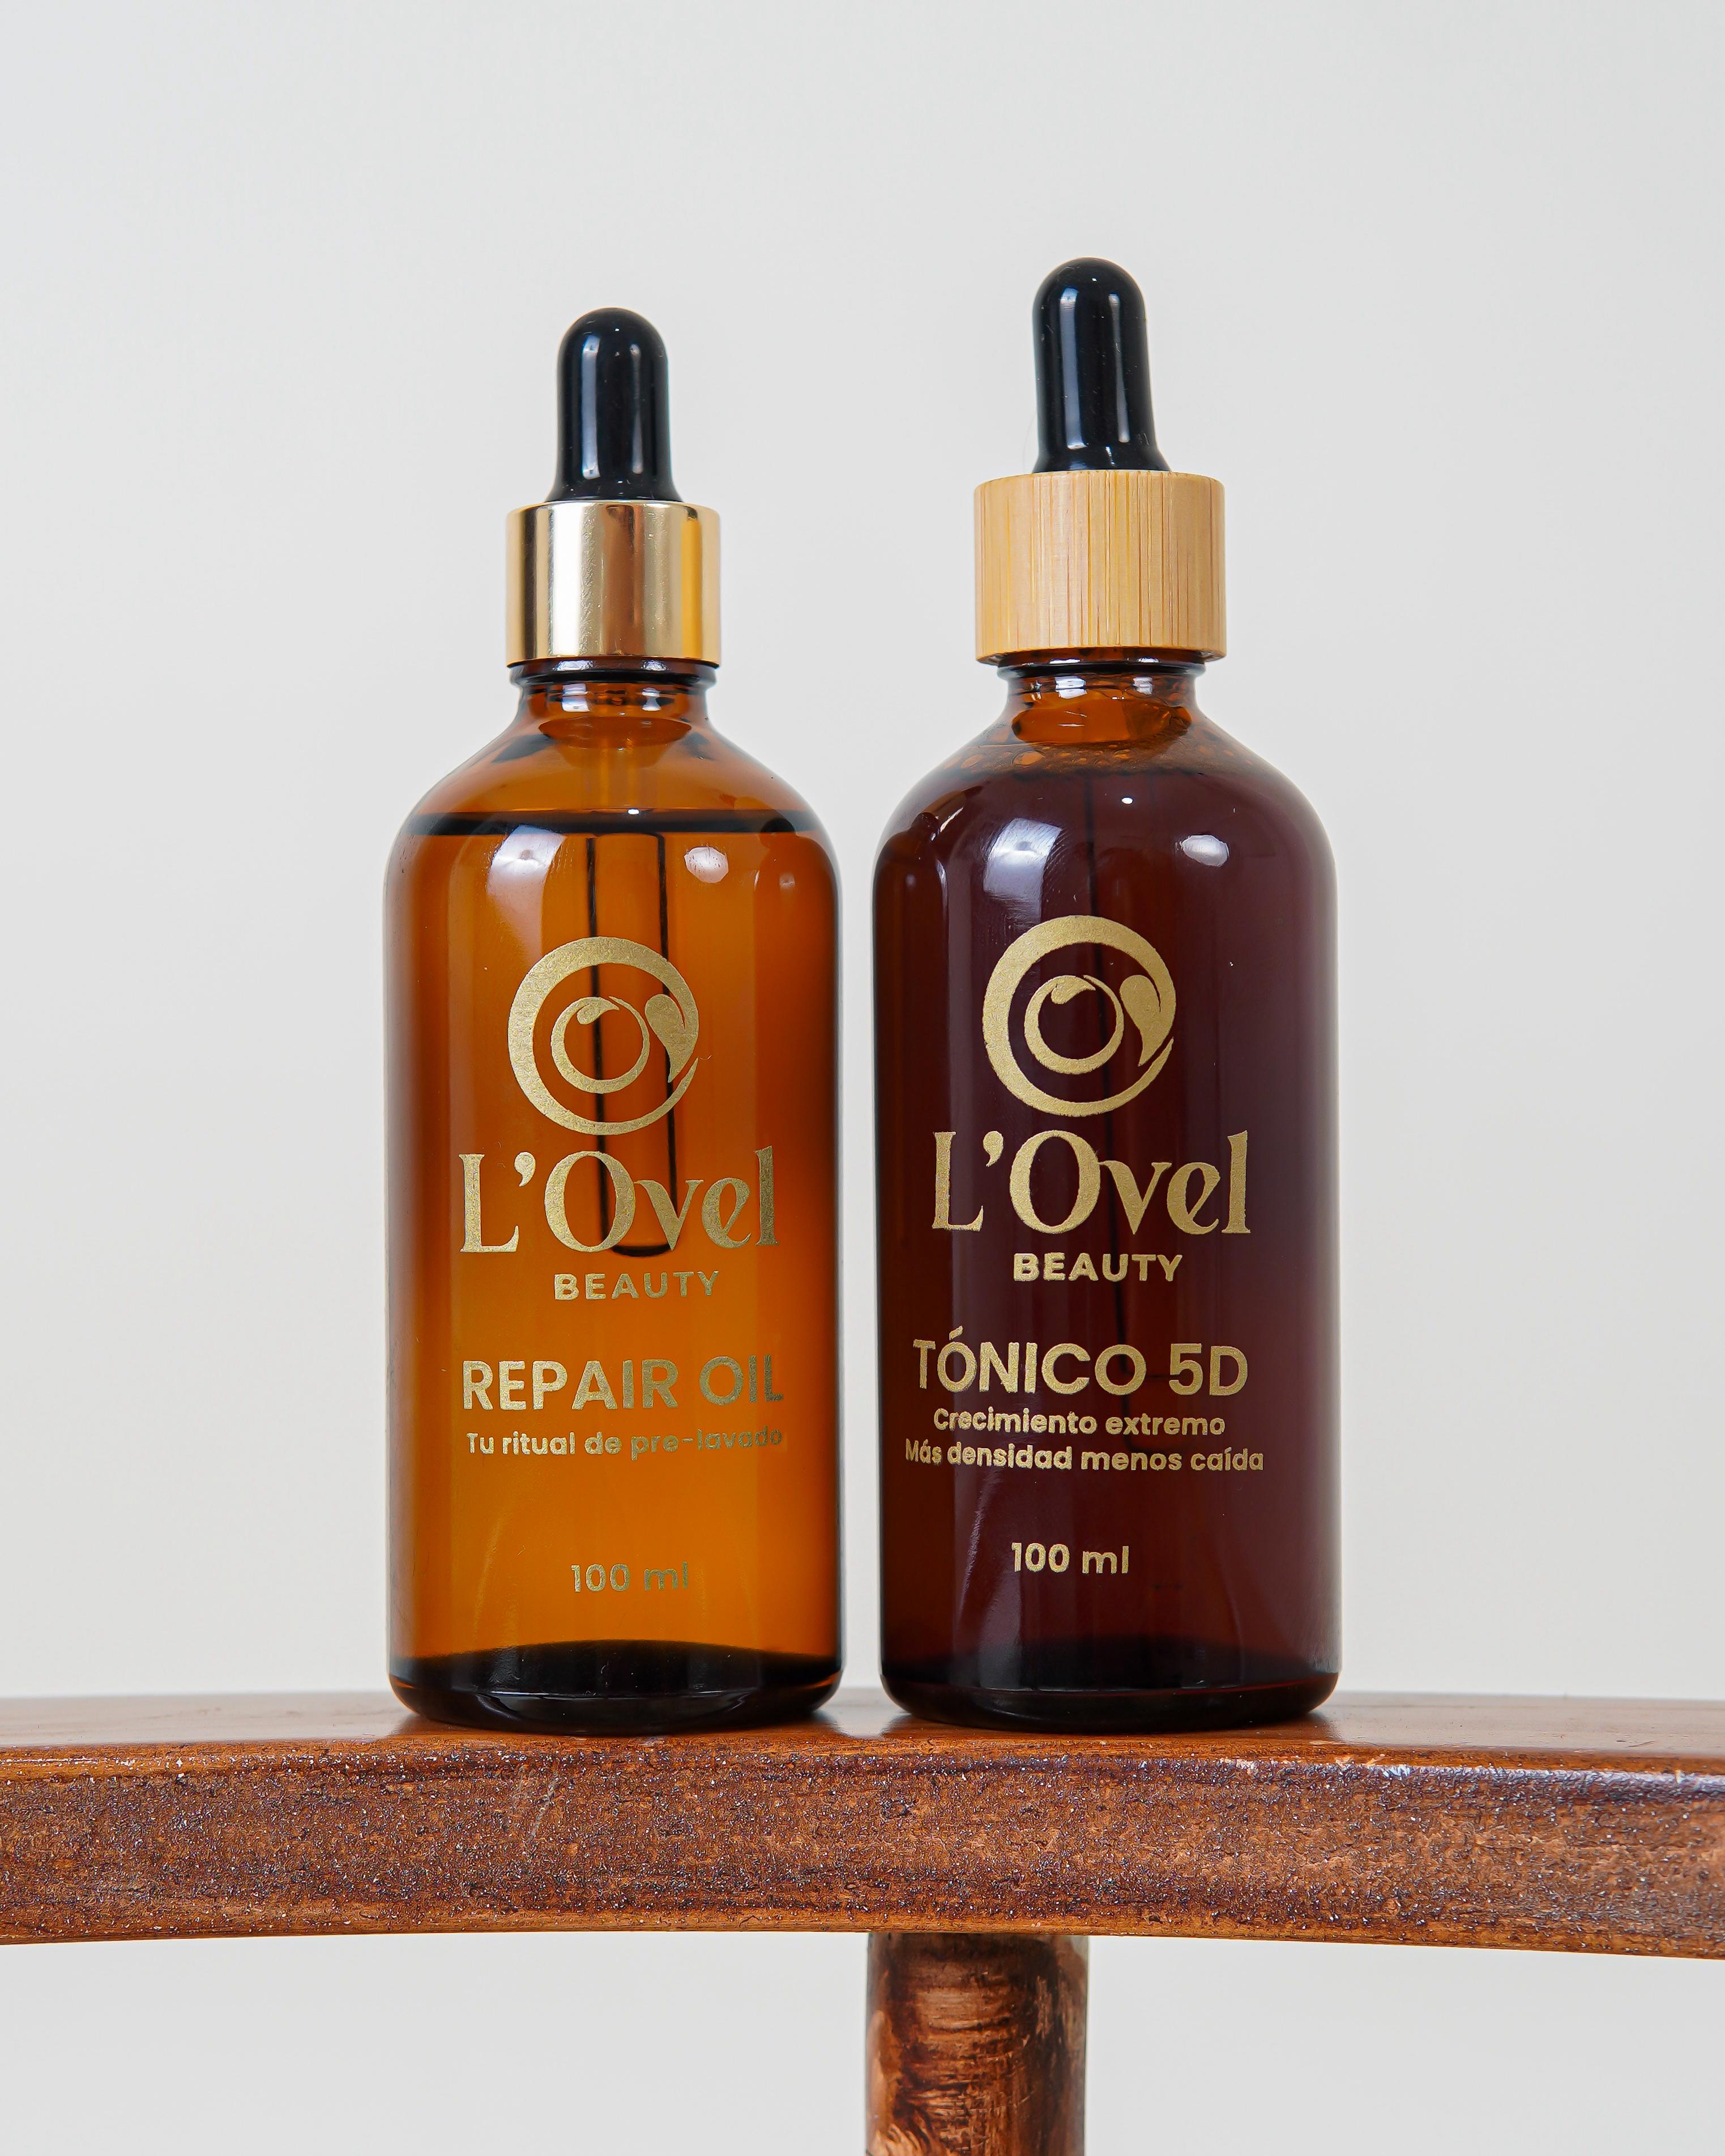 L'Ovel
BEAUTY
REPAIR OIL
Tu ritual de pre-lavado
100 ml
L'Ovel
BEAUTY
TÓNICO 5D
Crecimiento extremo
Más densidad menos caída
100 ml